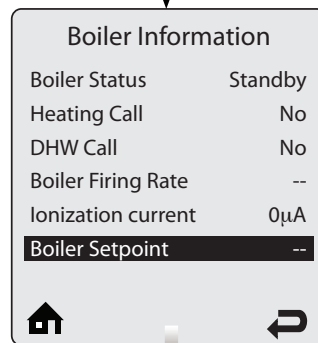 Boiler Information
Boiler Status Standby
Heating Call No
DHW Call No
Boiler Firing Rate --
Ionization current 0µA
Boiler Setpoint --